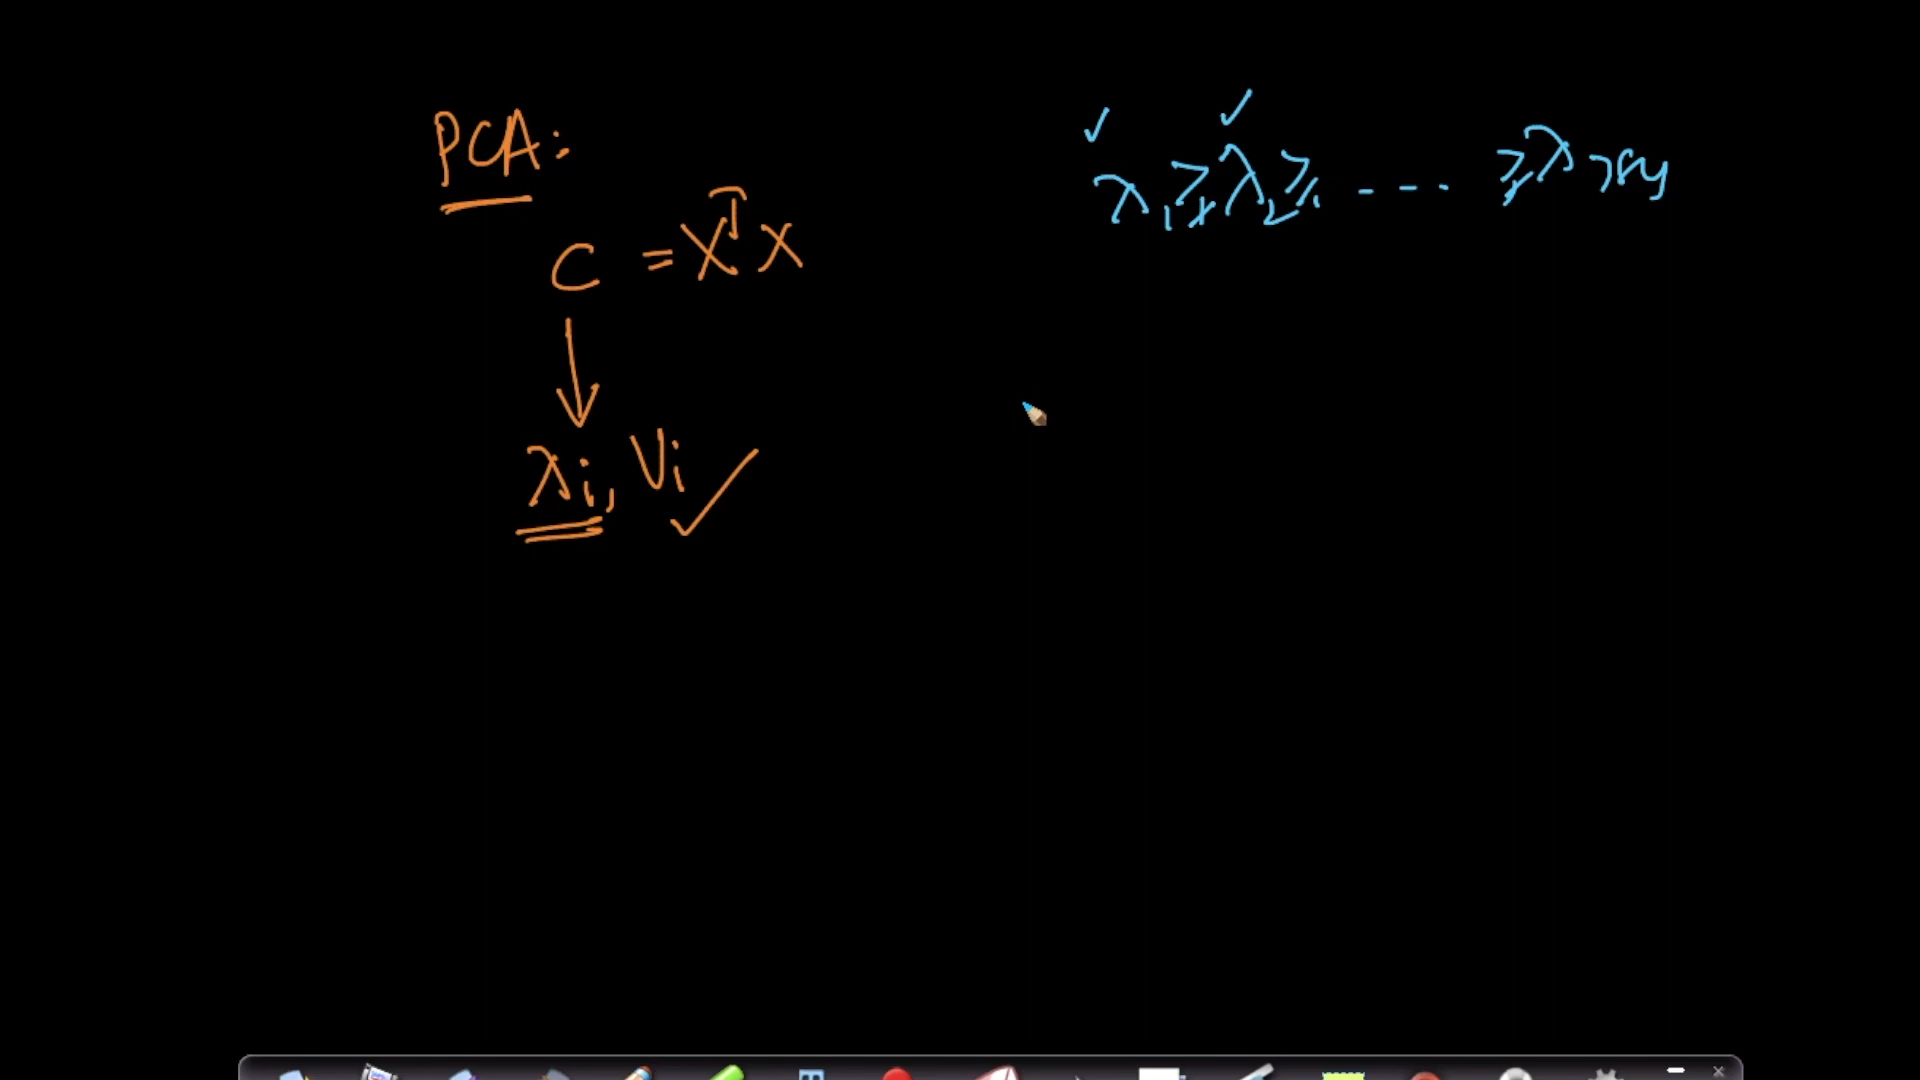 PCA:
C = XᵀX
λi, Vi ✓
λ₁ ≥ λ₂ ≥ - - - ≥ λ